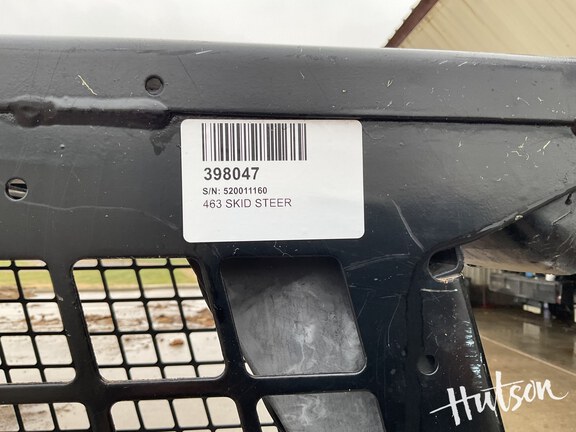 398047
S/N: 520011160
463 SKID STEER
Hutson